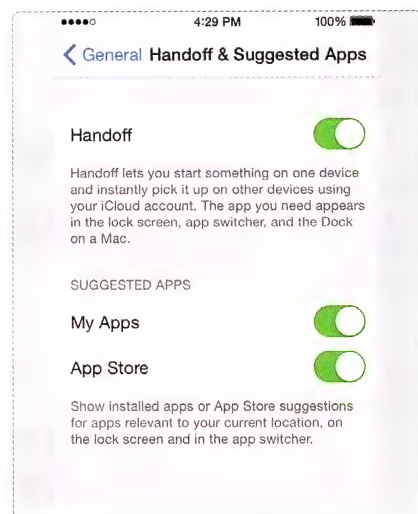 4:29 PM 100%
General Handoff & Suggested Apps
Handoff
Handoff lets you start something on one device
and instantly pick it up on other devices using
your iCloud account. The app you need appears
in the lock screen, app switcher, and the Dock
on a Mac.
SUGGESTED APPS
My Apps
App Store
Show installed apps or App Store suggestions
for apps relevant to your current location, on
the lock screen and in the app switcher.